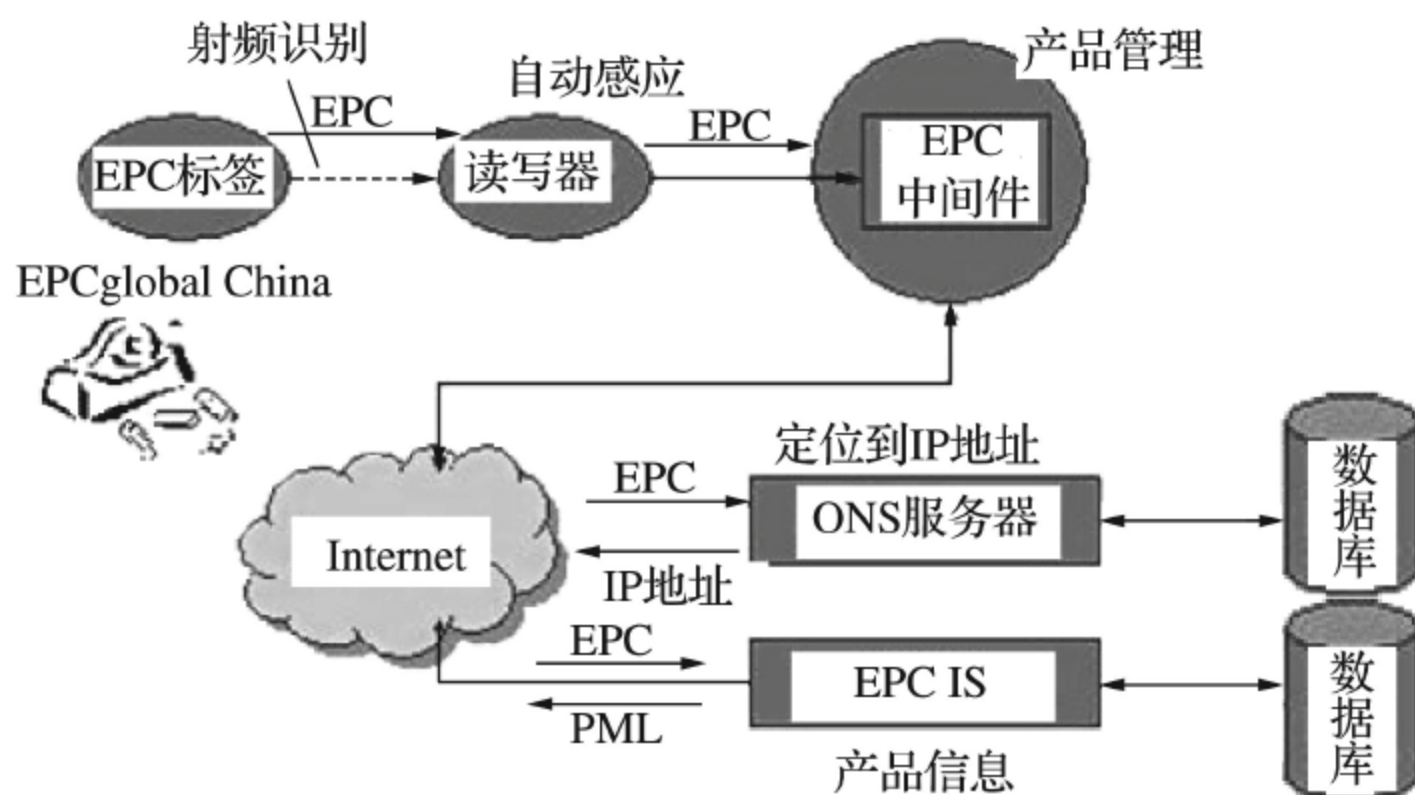 射频识别
产品管理
自动感应
EPC
EPC
EPC标签
读写器
EPC
中间件
EPCglobal China
定位到IP地址
EPC
ONS服务器
数据库
Internet
IP地址
EPC
EPC IS
数据库
PML
产品信息